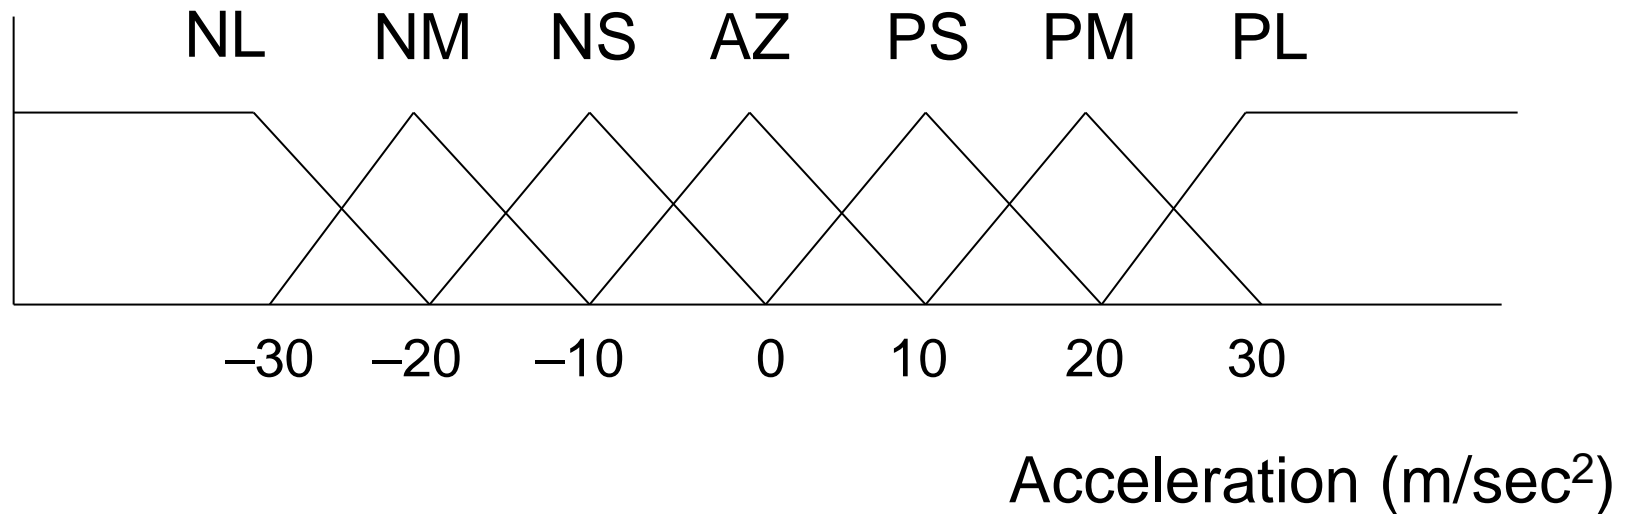 NL NM NS AZ PS PM PL
–30 –20 –10 0 10 20 30
Acceleration (m/sec²)